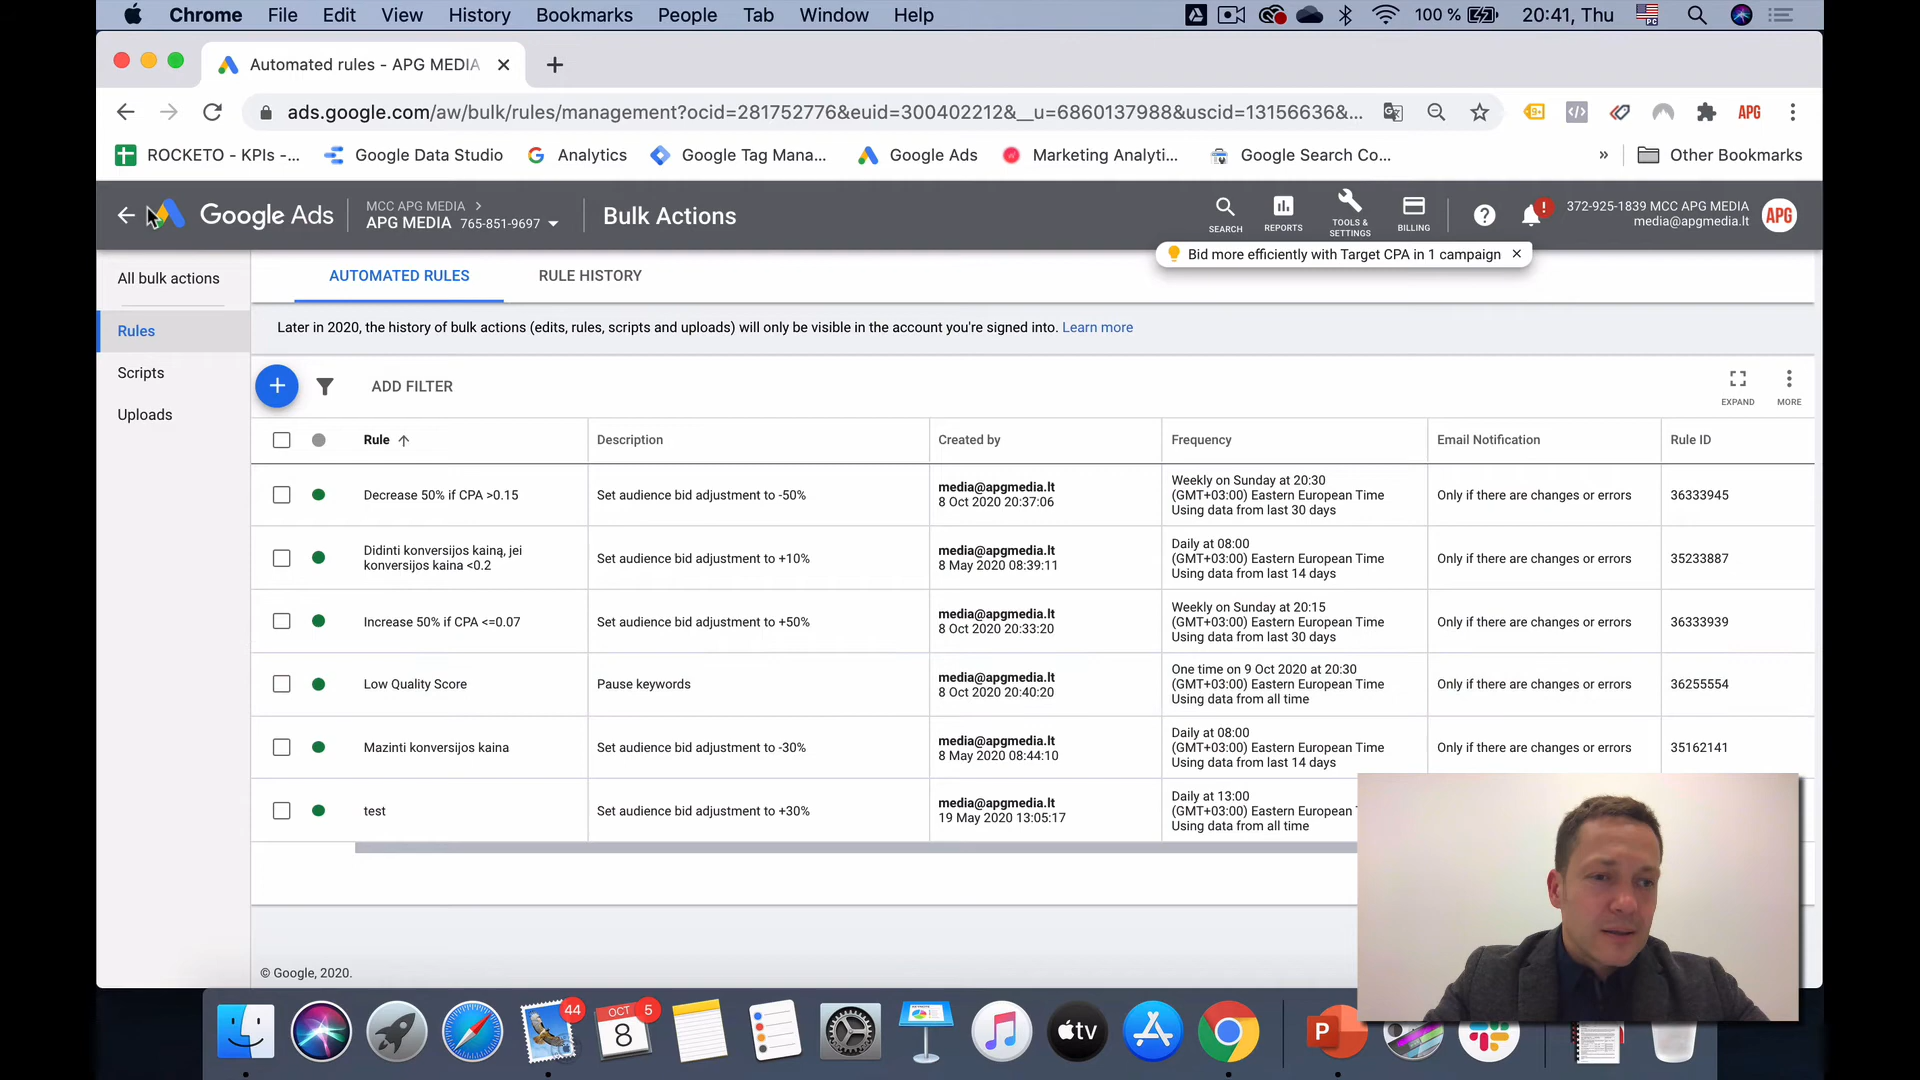 Chrome File Edit View History Bookmarks People Tab Window Help 100 % 20:41, Thu
Automated rules - APG MEDIA
ads.google.com/aw/bulk/rules/management?ocid=281752776&euid=300402212&__u=6860137988&uscid=13156636&... APG
ROCKETO - KPIs -... Google Data Studio Analytics Google Tag Mana... Google Ads Marketing Analyti... Google Search Co... » Other Bookmarks
Google Ads
MCC APG MEDIA
APG MEDIA 765-851-9697
Bulk Actions
SEARCH
REPORTS
TOOLS & SETTINGS
BILLING
372-925-1839 MCC APG MEDIA
media@apgmedia.lt
APG
Bid more efficiently with Target CPA in 1 campaign
All bulk actions
Rules
Scripts
Uploads
AUTOMATED RULES RULE HISTORY
Later in 2020, the history of bulk actions (edits, rules, scripts and uploads) will only be visible in the account you're signed into. Learn more
ADD FILTER
EXPAND
MORE
Rule Description Created by Frequency Email Notification Rule ID
Decrease 50% if CPA >0.15
Set audience bid adjustment to -50%
media@apgmedia.lt
8 Oct 2020 20:37:06
Weekly on Sunday at 20:30
(GMT+03:00) Eastern European Time
Using data from last 30 days
Only if there are changes or errors
36333945
Didinti konversijos kainą, jei
konversijos kaina <0.2
Set audience bid adjustment to +10%
media@apgmedia.lt
8 May 2020 08:39:11
Daily at 08:00
(GMT+03:00) Eastern European Time
Using data from last 14 days
Only if there are changes or errors
35233887
Increase 50% if CPA <=0.07
Set audience bid adjustment to +50%
media@apgmedia.lt
8 Oct 2020 20:33:20
Weekly on Sunday at 20:15
(GMT+03:00) Eastern European Time
Using data from last 30 days
Only if there are changes or errors
36333939
Low Quality Score
Pause keywords
media@apgmedia.lt
8 Oct 2020 20:40:20
One time on 9 Oct 2020 at 20:30
(GMT+03:00) Eastern European Time
Using data from all time
Only if there are changes or errors
36255554
Mazinti konversijos kaina
Set audience bid adjustment to -30%
media@apgmedia.lt
8 May 2020 08:44:10
Daily at 08:00
(GMT+03:00) Eastern European Time
Using data from last 14 days
Only if there are changes or errors
35162141
test
Set audience bid adjustment to +30%
media@apgmedia.lt
19 May 2020 13:05:17
Daily at 13:00
(GMT+03:00) Eastern European
Using data from all time
© Google, 2020.
44
OCT
8
5
tv
P